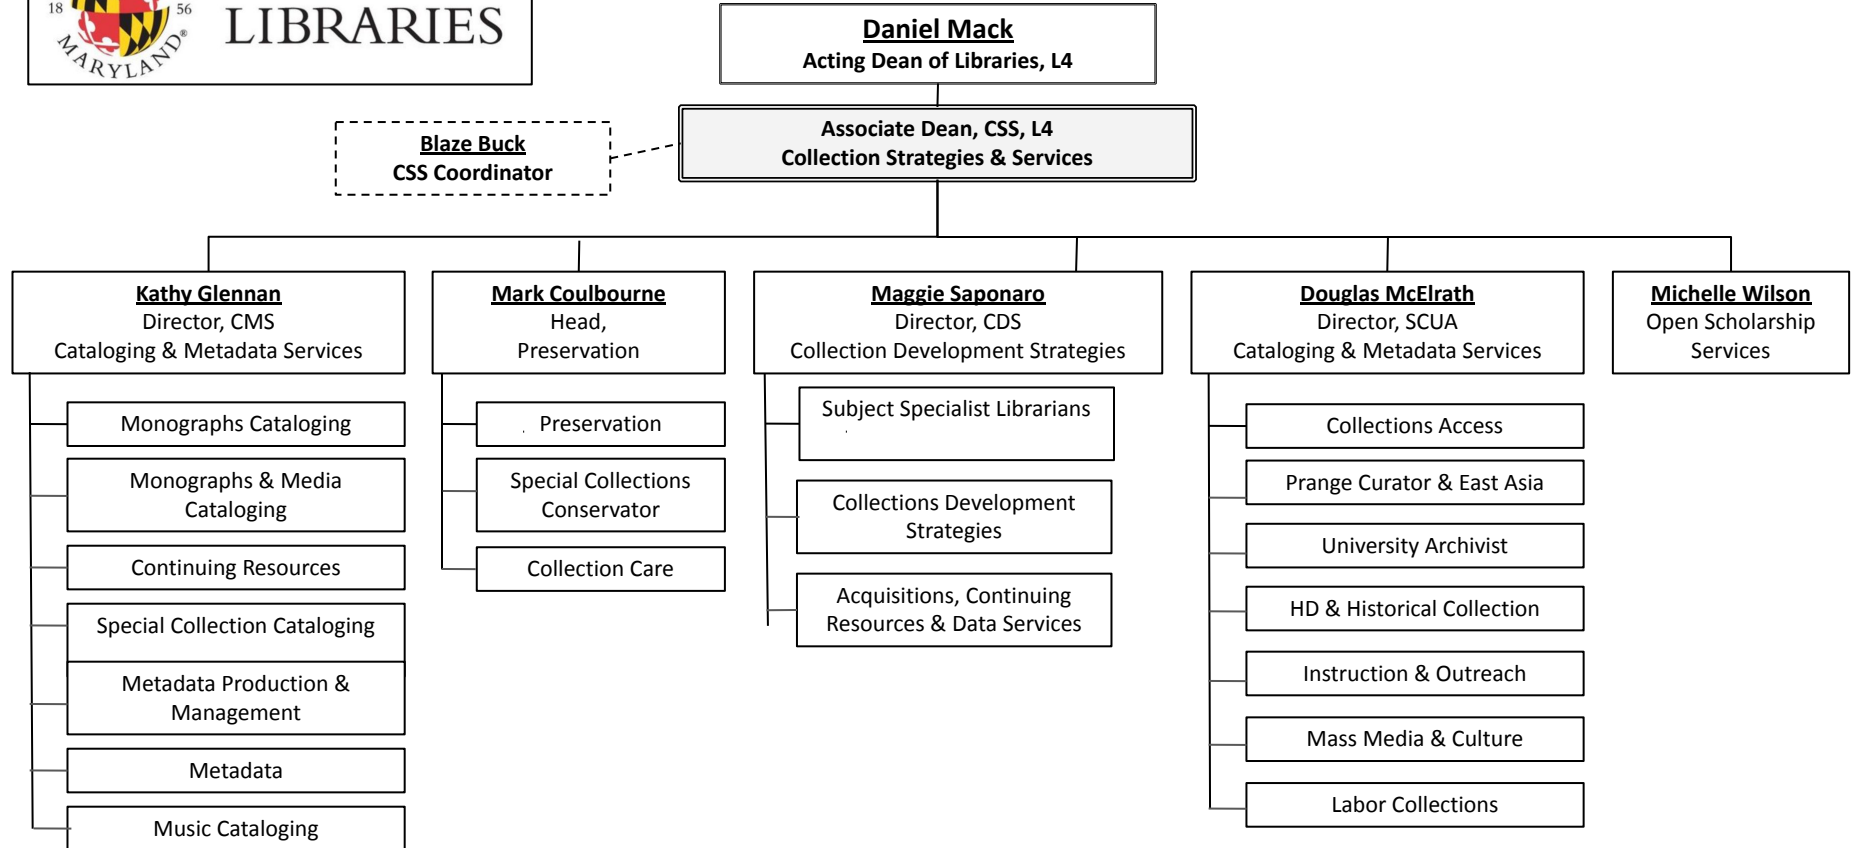 18 56
MARYLAND®
LIBRARIES
Daniel Mack
Acting Dean of Libraries, L4
Associate Dean, CSS, L4
Collection Strategies & Services
Blaze Buck
CSS Coordinator
Kathy Glennan
Director, CMS
Cataloging & Metadata Services
Monographs Cataloging
Monographs & Media
Cataloging
Continuing Resources
Special Collection Cataloging
Metadata Production &
Management
Metadata
Music Cataloging
Mark Coulbourne
Head,
Preservation
Preservation
Special Collections
Conservator
Collection Care
Maggie Saponaro
Director, CDS
Collection Development Strategies
Subject Specialist Librarians
Collections Development
Strategies
Acquisitions, Continuing
Resources & Data Services
Douglas McElrath
Director, SCUA
Cataloging & Metadata Services
Collections Access
Prange Curator & East Asia
University Archivist
HD & Historical Collection
Instruction & Outreach
Mass Media & Culture
Labor Collections
Michelle Wilson
Open Scholarship
Services